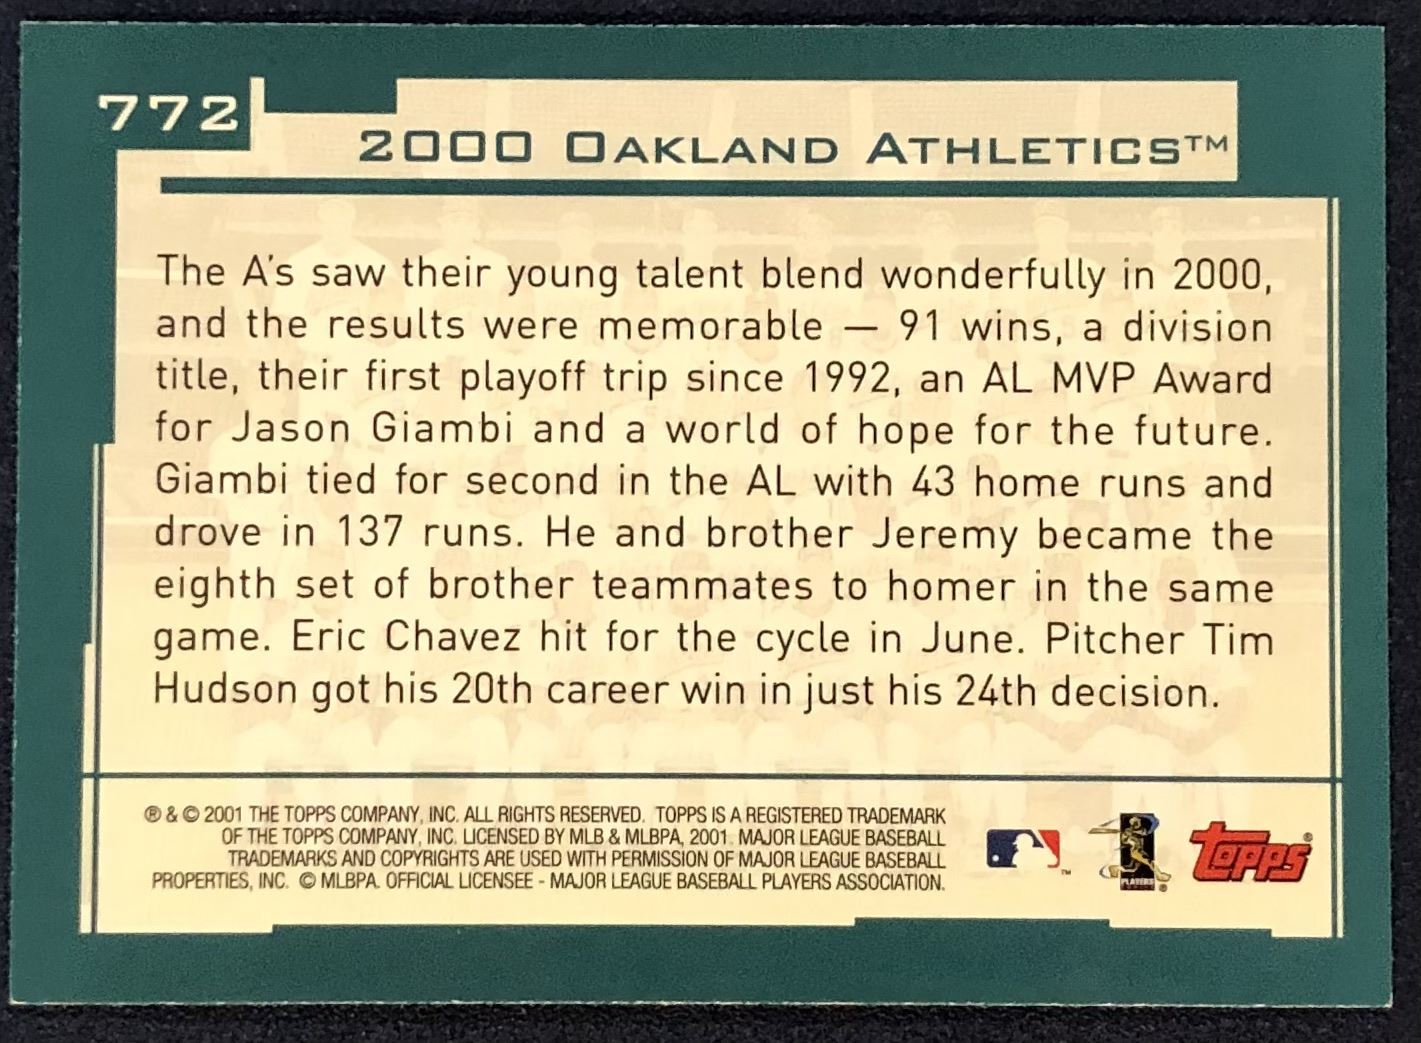 772
2000 OAKLAND ATHLETICS™
The A's saw their young talent blend wonderfully in 2000,
and the results were memorable — 91 wins, a division
title, their first playoff trip since 1992, an AL MVP Award
for Jason Giambi and a world of hope for the future.
Giambi tied for second in the AL with 43 home runs and
drove in 137 runs. He and brother Jeremy became the
eighth set of brother teammates to homer in the same
game. Eric Chavez hit for the cycle in June. Pitcher Tim
Hudson got his 20th career win in just his 24th decision.
® & © 2001 THE TOPPS COMPANY, INC. ALL RIGHTS RESERVED. TOPPS IS A REGISTERED TRADEMARK
OF THE TOPPS COMPANY, INC. LICENSED BY MLB & MLBPA, 2001. MAJOR LEAGUE BASEBALL
TRADEMARKS AND COPYRIGHTS ARE USED WITH PERMISSION OF MAJOR LEAGUE BASEBALL
PROPERTIES, INC. © MLBPA. OFFICIAL LICENSEE - MAJOR LEAGUE BASEBALL PLAYERS ASSOCIATION.
™
PLAYERS ®
Topps ®